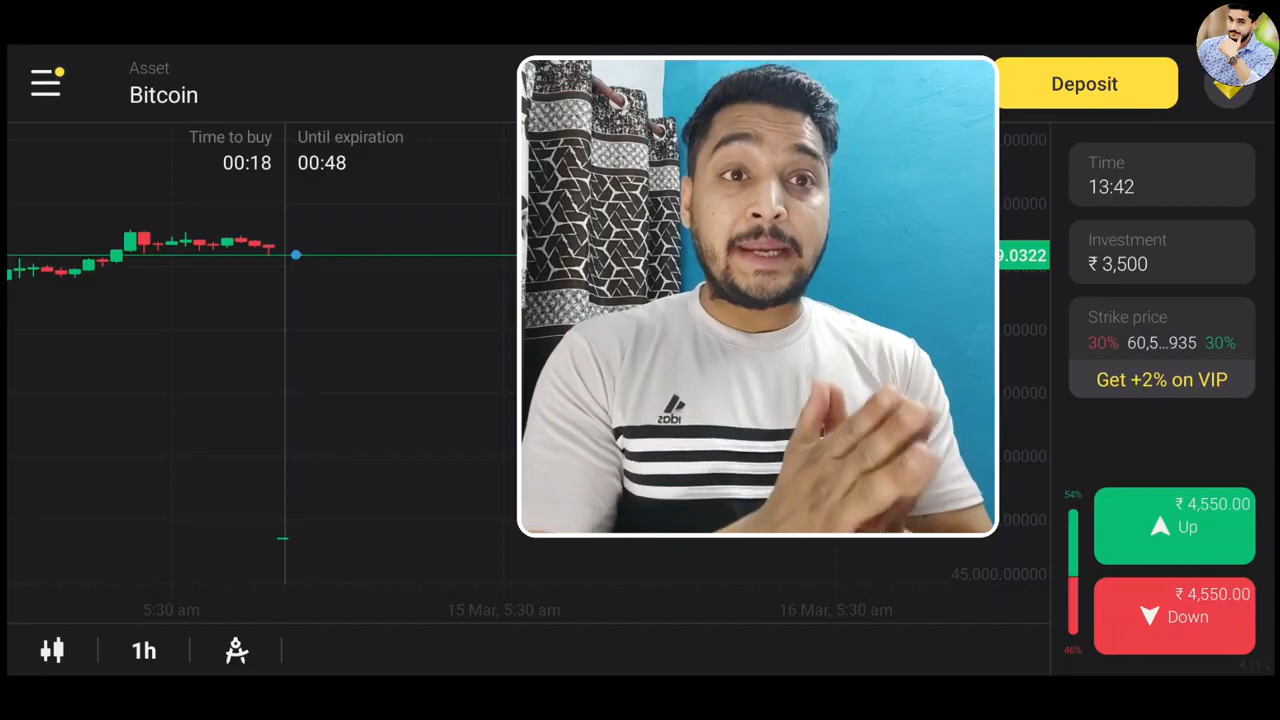 Asset
Bitcoin
Deposit
Time to buy
00:18
Until expiration
00:48
Time
13:42
Investment
₹ 3,500
Strike price
30% 60,5...935 30%
Get +2% on VIP
9.0322
45,000.00000
54%
₹ 4,550.00
Up
₹ 4,550.00
Down
46%
5:30 am
15 Mar, 5:30 am
16 Mar, 5:30 am
1h